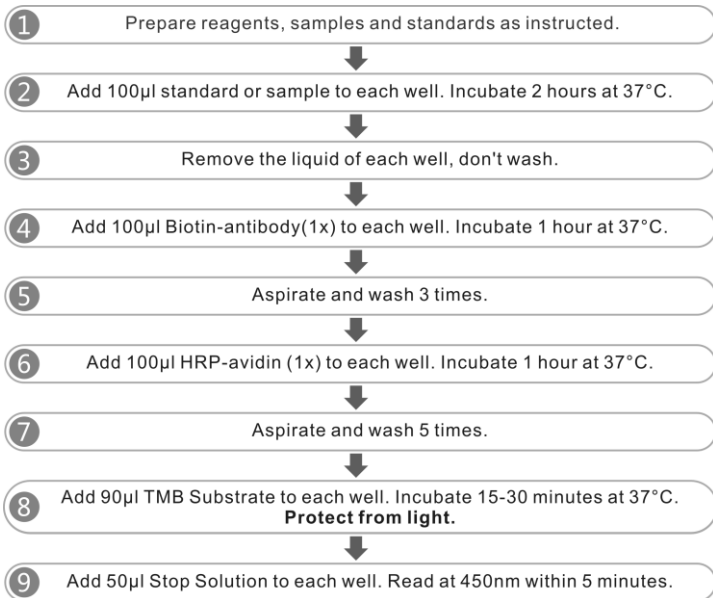 1 Prepare reagents, samples and standards as instructed.
2 Add 100μl standard or sample to each well. Incubate 2 hours at 37°C.
3 Remove the liquid of each well, don't wash.
4 Add 100μl Biotin-antibody(1x) to each well. Incubate 1 hour at 37°C.
5 Aspirate and wash 3 times.
6 Add 100μl HRP-avidin (1x) to each well. Incubate 1 hour at 37°C.
7 Aspirate and wash 5 times.
8 Add 90μl TMB Substrate to each well. Incubate 15-30 minutes at 37°C.
Protect from light.
9 Add 50μl Stop Solution to each well. Read at 450nm within 5 minutes.